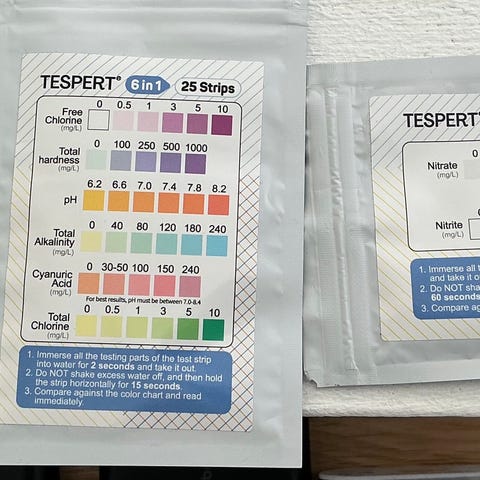 TESPERT® 6 in 1 25 Strips
0 0.5 1 3 5 10
Free
Chlorine
(mg/L)
0 100 250 500 1000
Total
hardness
(mg/L)
6.2 6.6 7.0 7.4 7.8 8.2
pH
0 40 80 120 180 240
Total
Alkalinity
(mg/L)
0 30-50 100 150 240
Cyanuric
Acid
(mg/L)
For best results, pH must be between 7.0-8.4
0 0.5 1 3 5 10
Total
Chlorine
(mg/L)
1. Immerse all the testing parts of the test strip
into water for 2 seconds and take it out.
2. Do NOT shake excess water off, and then hold
the strip horizontally for 15 seconds.
3. Compare against the color chart and read
immediately.
TESPERT
0
Nitrate
(mg/L)
0
Nitrite
(mg/L)
1. Immerse all
and take it
2. Do NOT
60 seconds
3. Compare